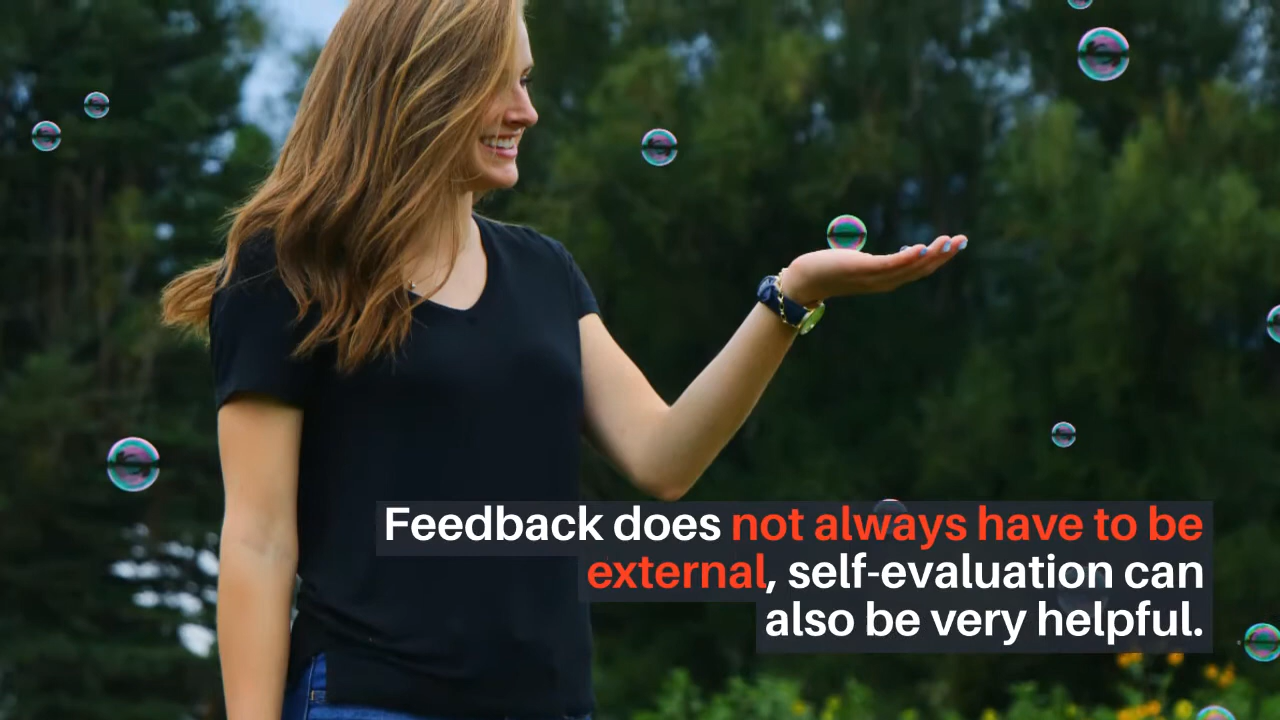 Feedback does not always have to be
external, self-evaluation can
also be very helpful.